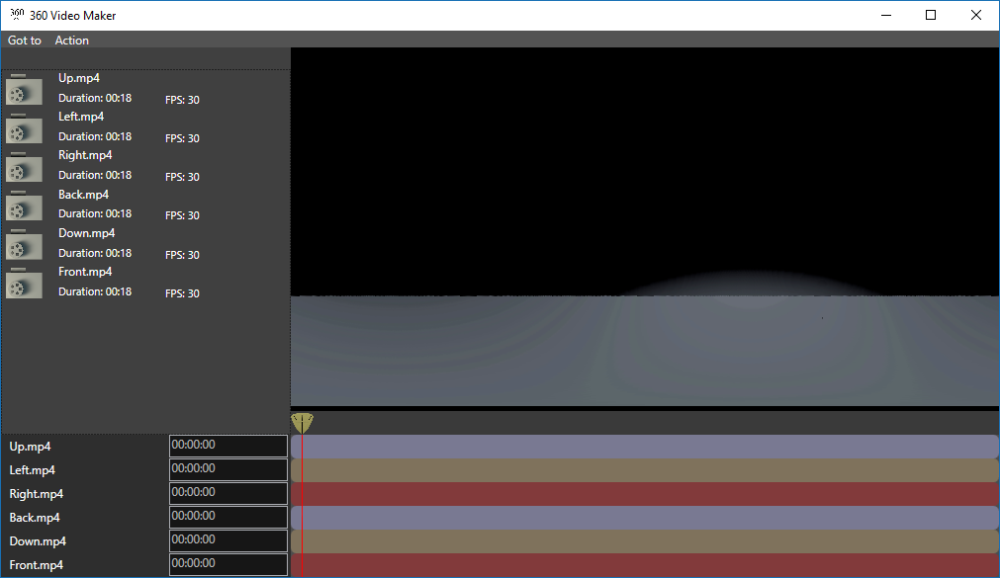 360 360 Video Maker
Got to Action
Up.mp4
Duration: 00:18 FPS: 30
Left.mp4
Duration: 00:18 FPS: 30
Right.mp4
Duration: 00:18 FPS: 30
Back.mp4
Duration: 00:18 FPS: 30
Down.mp4
Duration: 00:18 FPS: 30
Front.mp4
Duration: 00:18 FPS: 30
Up.mp4 00:00:00
Left.mp4 00:00:00
Right.mp4 00:00:00
Back.mp4 00:00:00
Down.mp4 00:00:00
Front.mp4 00:00:00